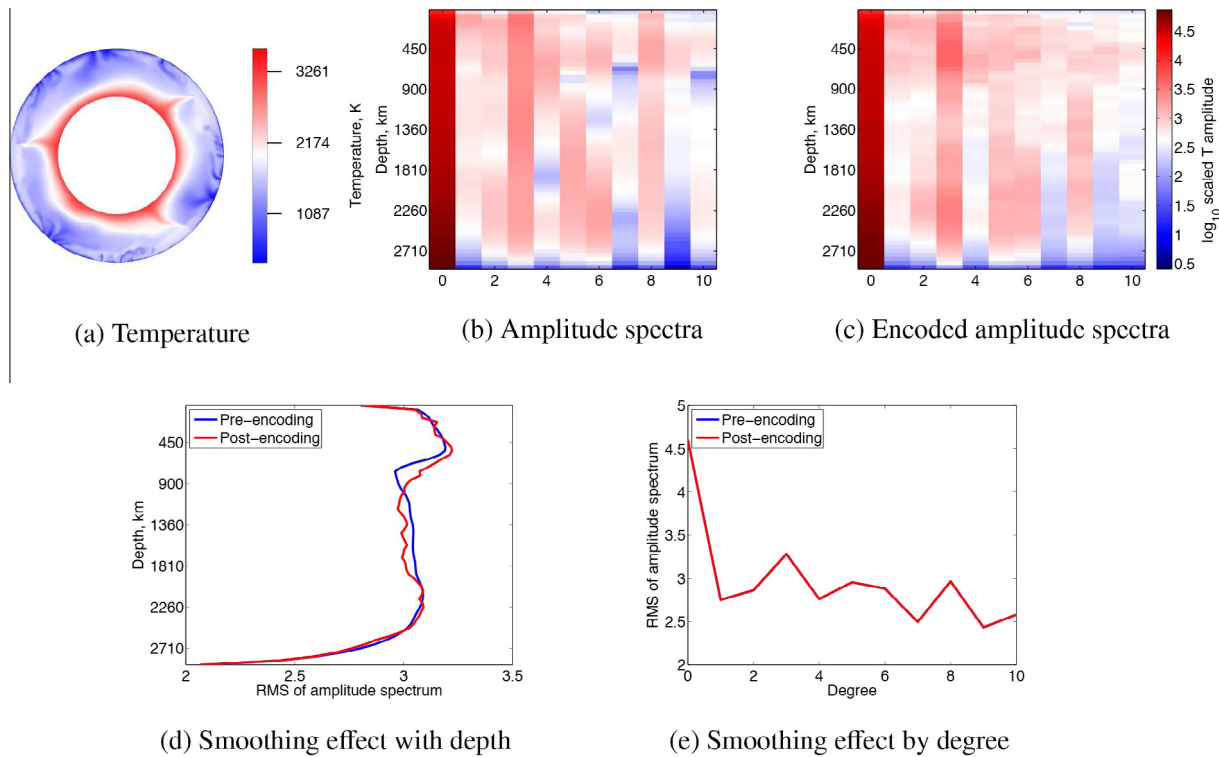 3261
2174
1087
Temperature, K
(a) Temperature
Depth, km
450
900
1360
1810
2260
2710
0 2 4 6 8 10
(b) Amplitude spectra
Depth, km
450
900
1360
1810
2260
2710
0 2 4 6 8 10
4.5
4
3.5
3
2.5
2
1.5
1
0.5
log10 scaled T amplitude
(c) Encoded amplitude spectra
Pre-encoding
Post-encoding
Depth, km
450
900
1360
1810
2260
2710
2 2.5 3 3.5
RMS of amplitude spectrum
(d) Smoothing effect with depth
Pre-encoding
Post-encoding
RMS of amplitude spectrum
5
4.5
4
3.5
3
2.5
2
0 2 4 6 8 10
Degree
(e) Smoothing effect by degree